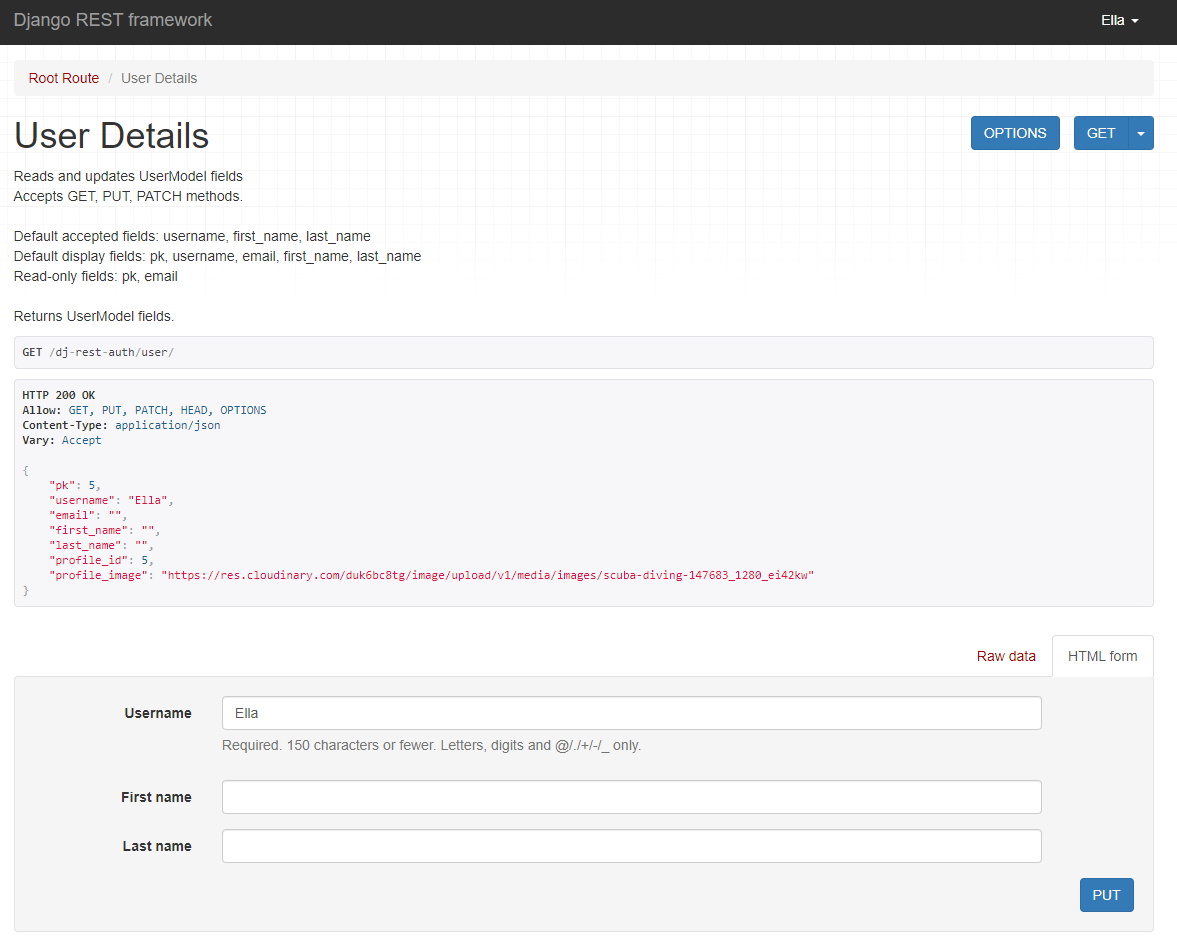 Django REST framework
Ella
Root Route / User Details
User Details
OPTIONS
GET
Reads and updates UserModel fields
Accepts GET, PUT, PATCH methods.
Default accepted fields: username, first_name, last_name
Default display fields: pk, username, email, first_name, last_name
Read-only fields: pk, email
Returns UserModel fields.
GET /dj-rest-auth/user/
HTTP 200 OK
Allow: GET, PUT, PATCH, HEAD, OPTIONS
Content-Type: application/json
Vary: Accept
{
    "pk": 5,
    "username": "Ella",
    "email": "",
    "first_name": "",
    "last_name": "",
    "profile_id": 5,
    "profile_image": "https://res.cloudinary.com/duk6bc8tg/image/upload/v1/media/images/scuba-diving-147683_1280_ei42kw"
}
Raw data
HTML form
Username
Ella
Required. 150 characters or fewer. Letters, digits and @/./+/-/_ only.
First name
Last name
PUT